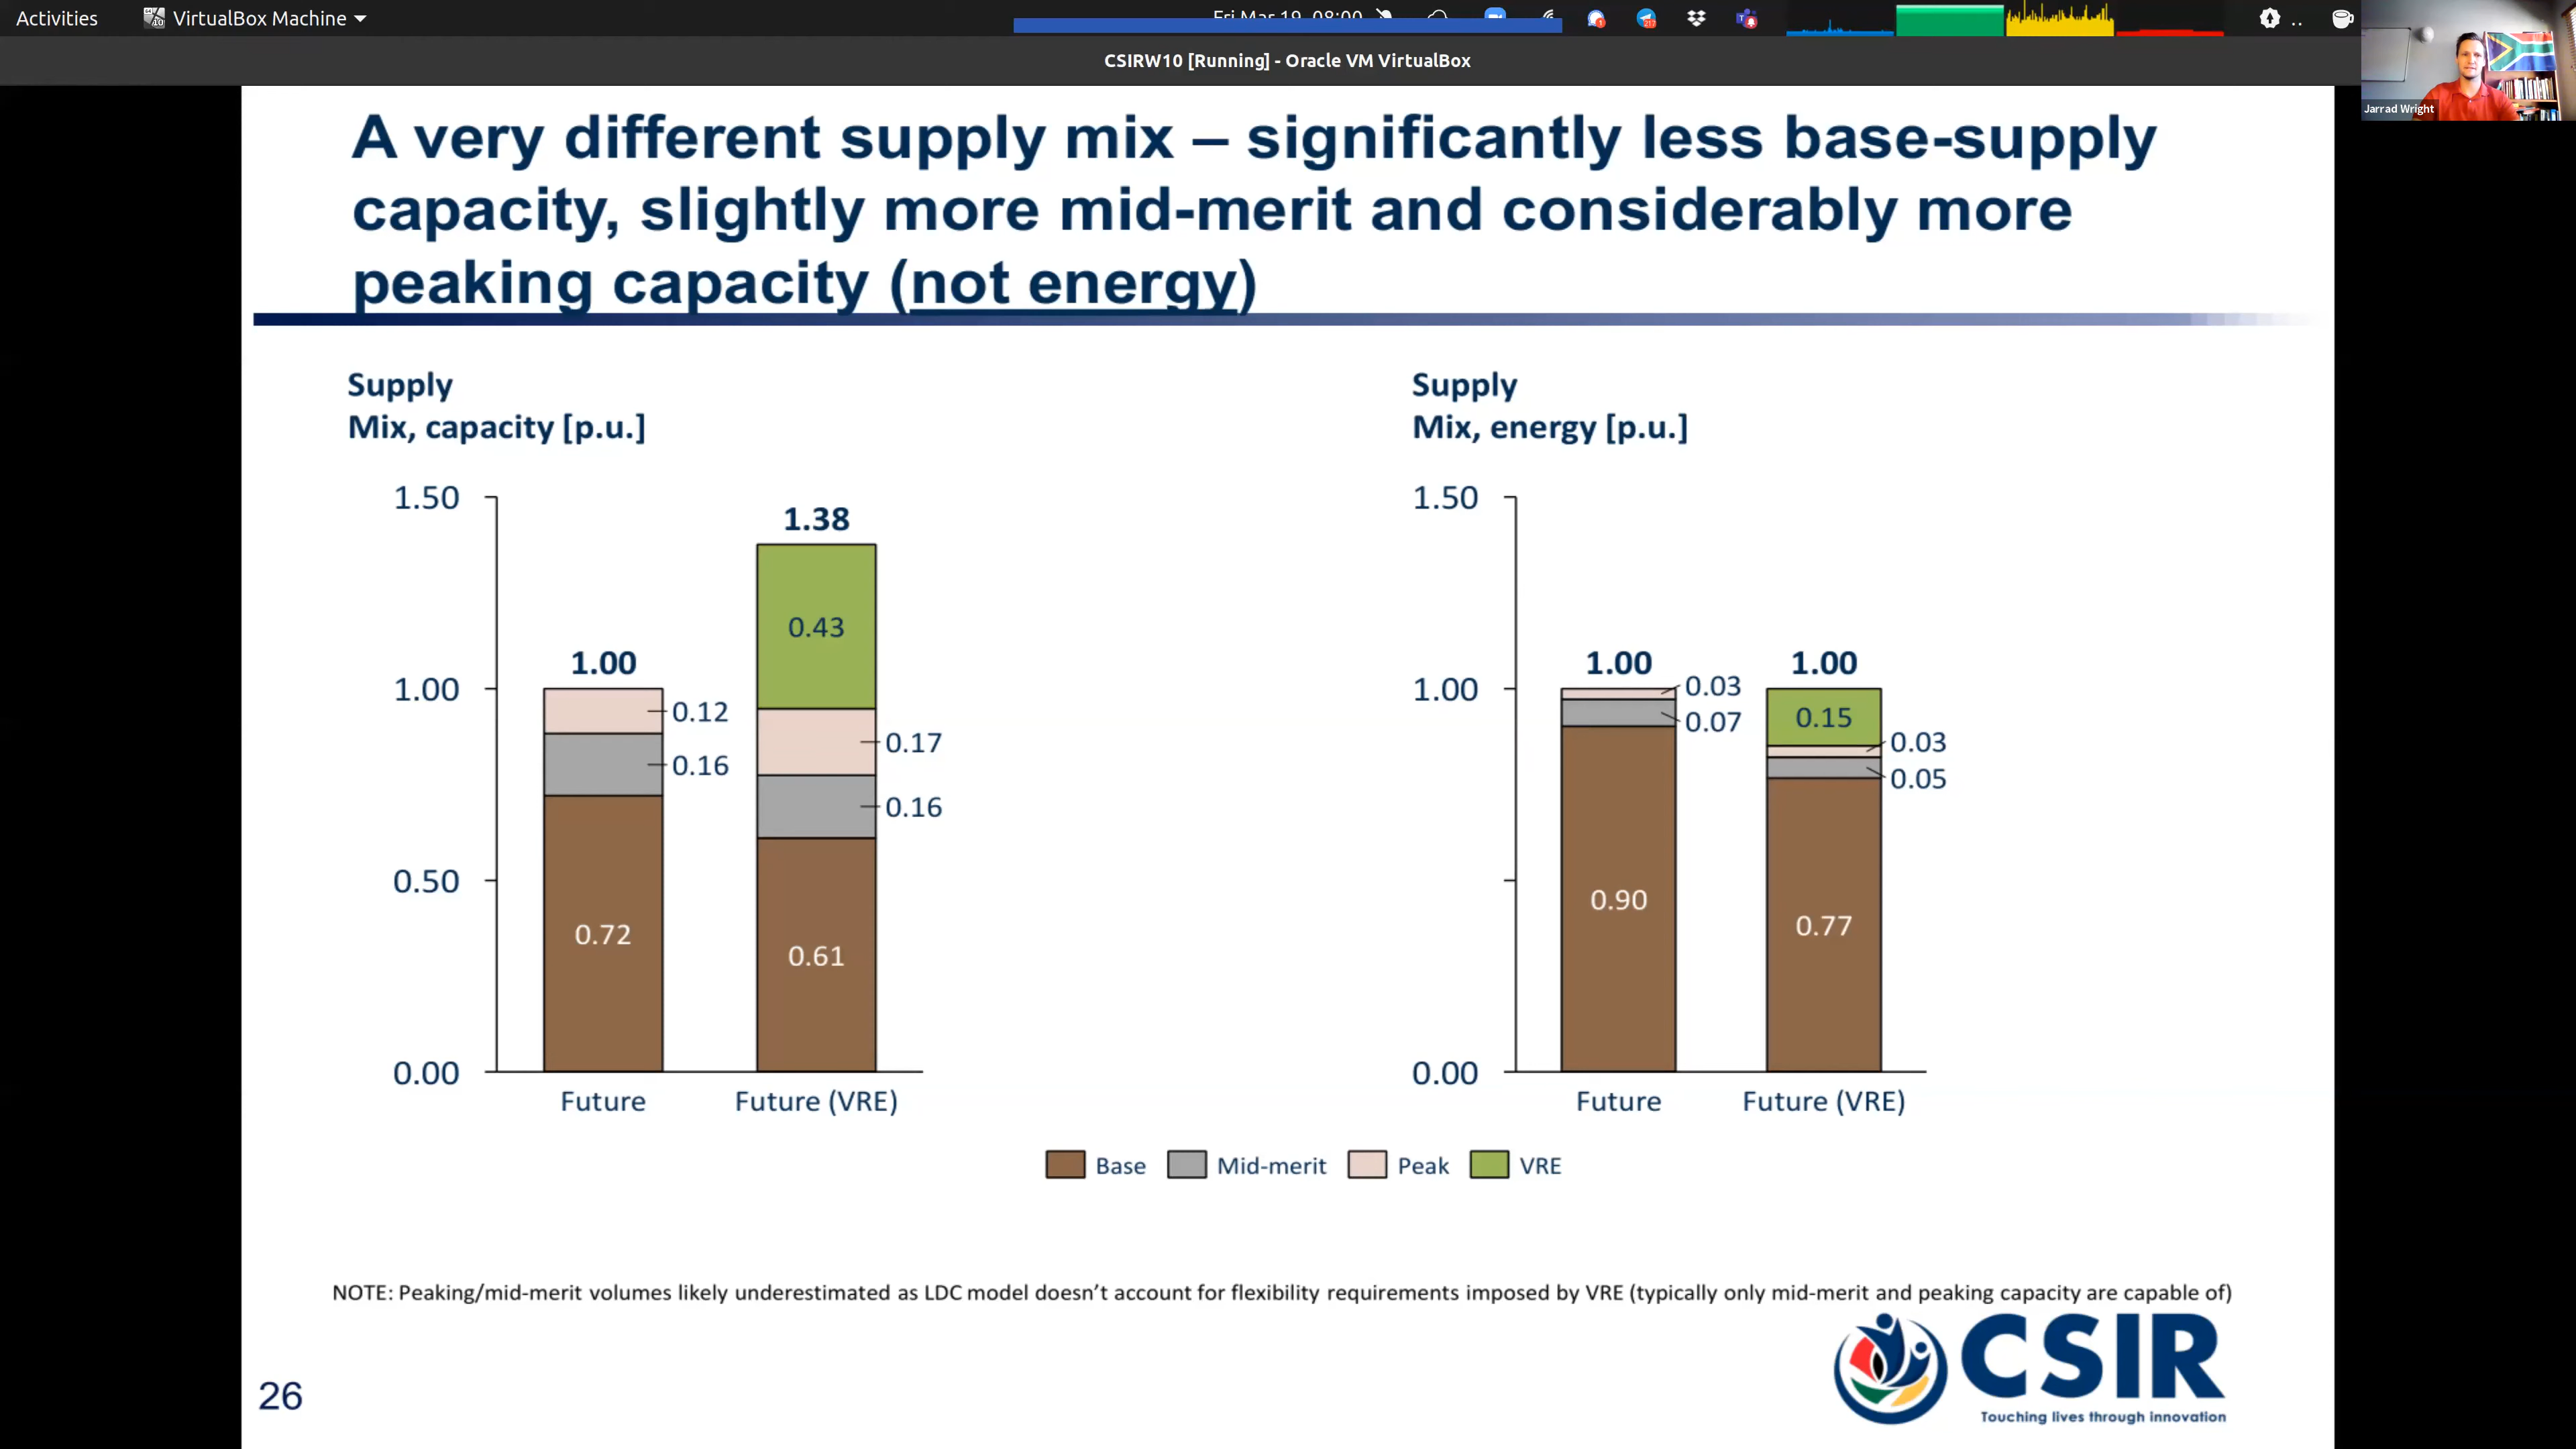 Activities
VirtualBox Machine
Fri Mar 19 08:00
CSIRW10 [Running] - Oracle VM VirtualBox
Jarrad Wright
A very different supply mix – significantly less base-supply
capacity, slightly more mid-merit and considerably more
peaking capacity (not energy)
Supply
Mix, capacity [p.u.]
1.50
1.00
0.50
0.00
1.00
0.12
0.16
0.72
1.38
0.43
0.17
0.16
0.61
Future
Future (VRE)
Supply
Mix, energy [p.u.]
1.50
1.00
0.00
1.00
0.03
0.07
0.90
1.00
0.15
0.03
0.05
0.77
Future
Future (VRE)
Base
Mid-merit
Peak
VRE
NOTE: Peaking/mid-merit volumes likely underestimated as LDC model doesn't account for flexibility requirements imposed by VRE (typically only mid-merit and peaking capacity are capable of)
26
CSIR
Touching lives through innovation